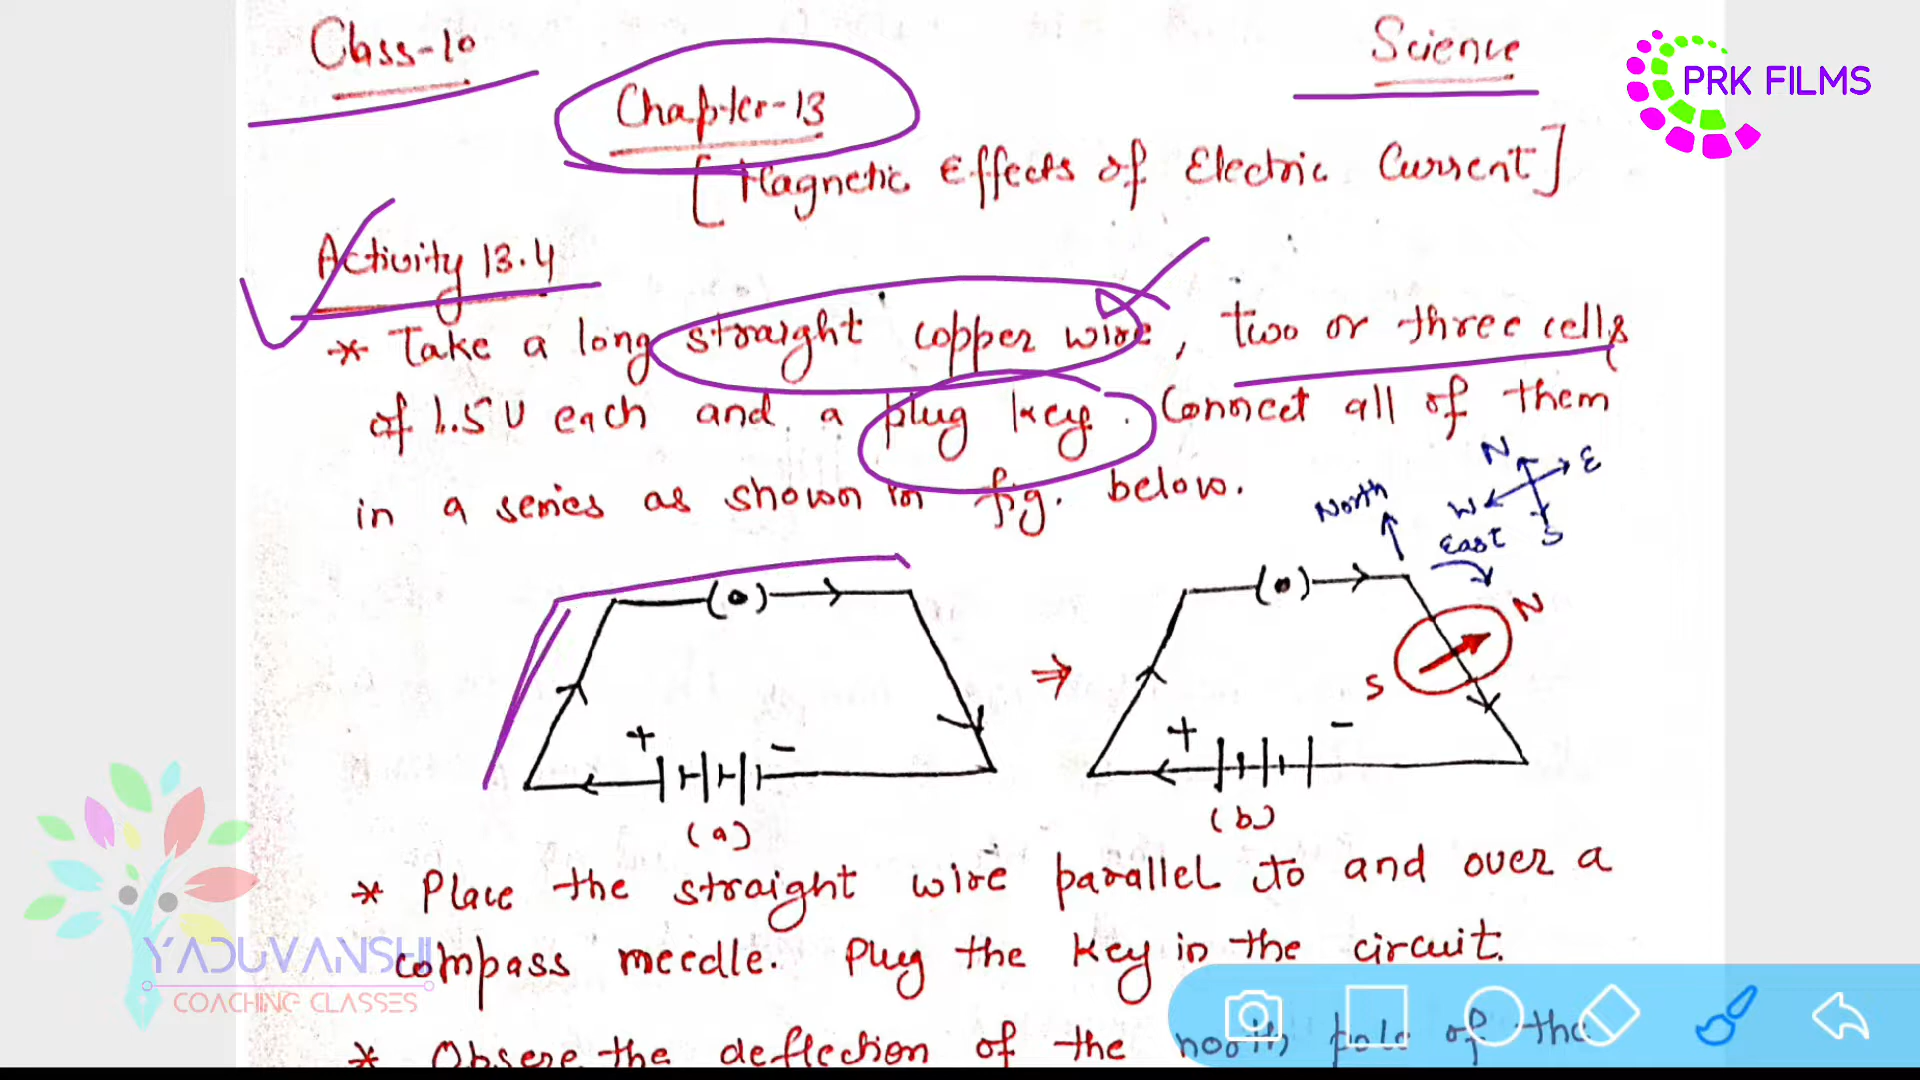 Class-10
Science
PRK FILMS
Chapter-13
[Magnetic Effects of Electric Current]
Activity 13.4
* Take a long straight copper wire, two or three cells
of 1.5V each and a plug key. Connect all of them
in a series as shown in fig. below.
N
E
W
S
North
East
N
S
+ -
(a)
+ -
(b)
* Place the straight wire parallel to and over a
compass needle. Plug the key in the circuit.
YADUVANSHI
COACHING CLASSES
* Obsere the deflection of the north pole of the